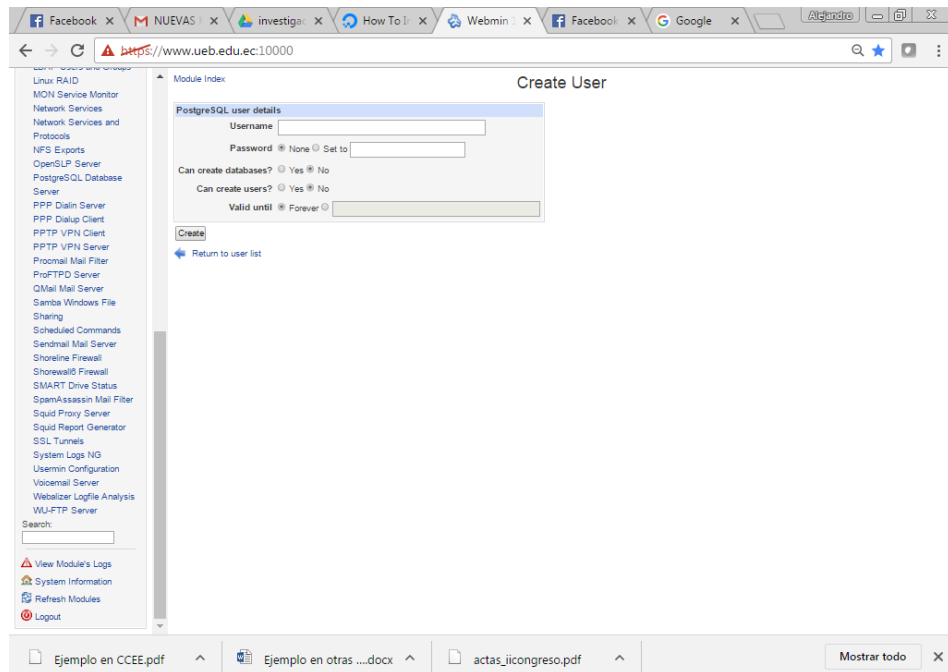 Facebook
NUEVAS
investigac
How To In
Webmin 1
Facebook
Google
Alejandro
https://www.ueb.edu.ec:10000
LDAP Users and Groups
Linux RAID
MON Service Monitor
Network Services
Network Services and
Protocols
NFS Exports
OpenSLP Server
PostgreSQL Database
Server
PPP Dialin Server
PPP Dialup Client
PPTP VPN Client
PPTP VPN Server
Procmail Mail Filter
ProFTPD Server
QMail Mail Server
Samba Windows File
Sharing
Scheduled Commands
Sendmail Mail Server
Shoreline Firewall
Shorewall6 Firewall
SMART Drive Status
SpamAssassin Mail Filter
Squid Proxy Server
Squid Report Generator
SSL Tunnels
System Logs NG
Usermin Configuration
Voicemail Server
Webalizer Logfile Analysis
WU-FTP Server
Search:
View Module's Logs
System Information
Refresh Modules
Logout
Module Index
Create User
PostgreSQL user details
Username
Password None Set to
Can create databases? Yes No
Can create users? Yes No
Valid until Forever
Create
Return to user list
Ejemplo en CCEE.pdf
Ejemplo en otras ....docx
actas_iicongreso.pdf
Mostrar todo